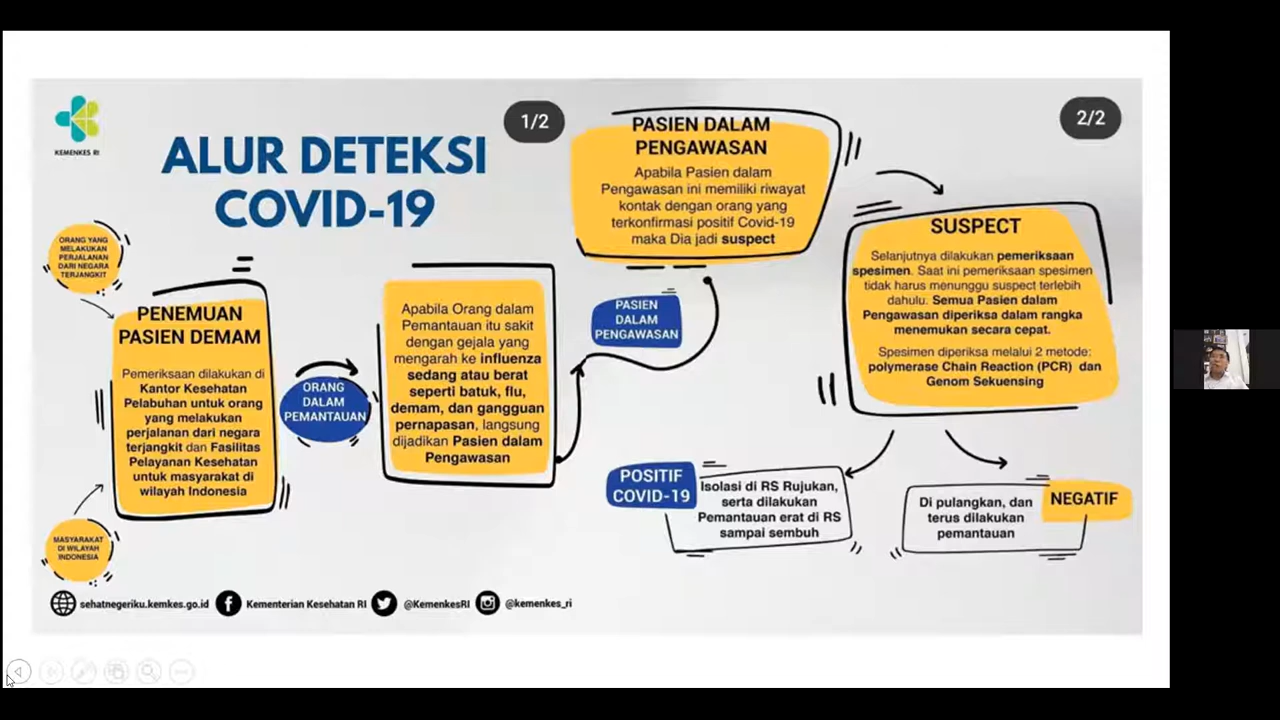 KEMENKES RI
1/2
ALUR DETEKSI
COVID-19
ORANG YANG
MELAKUKAN
PERJALANAN
DARI NEGARA
TERJANGKIT
PENEMUAN
PASIEN DEMAM
Pemeriksaan dilakukan di
Kantor Kesehatan
Pelabuhan untuk orang
yang melakukan
perjalanan dari negara
terjangkit dan Fasilitas
Pelayanan Kesehatan
untuk masyarakat di
wilayah Indonesia
MASYARAKAT
DI WILAYAH
INDONESIA
ORANG
DALAM
PEMANTAUAN
Apabila Orang dalam
Pemantauan itu sakit
dengan gejala yang
mengarah ke influenza
sedang atau berat
seperti batuk, flu,
demam, dan gangguan
pernapasan, langsung
dijadikan Pasien dalam
Pengawasan
PASIEN
DALAM
PENGAWASAN
PASIEN DALAM
PENGAWASAN
Apabila Pasien dalam
Pengawasan ini memiliki riwayat
kontak dengan orang yang
terkonfirmasi positif Covid-19
maka Dia jadi suspect
2/2
SUSPECT
Selanjutnya dilakukan pemeriksaan
spesimen. Saat ini pemeriksaan spesimen
tidak harus menunggu suspect terlebih
dahulu. Semua Pasien dalam
Pengawasan diperiksa dalam rangka
menemukan secara cepat.
Spesimen diperiksa melalui 2 metode:
polymerase Chain Reaction (PCR) dan
Genom Sekuensing
POSITIF
COVID-19
Isolasi di RS Rujukan,
serta dilakukan
Pemantauan erat di RS
sampai sembuh
Di pulangkan, dan
terus dilakukan
pemantauan
NEGATIF
sehatnegeriku.kemkes.go.id Kementerian Kesehatan RI @KemenkesRI @kemenkes_ri